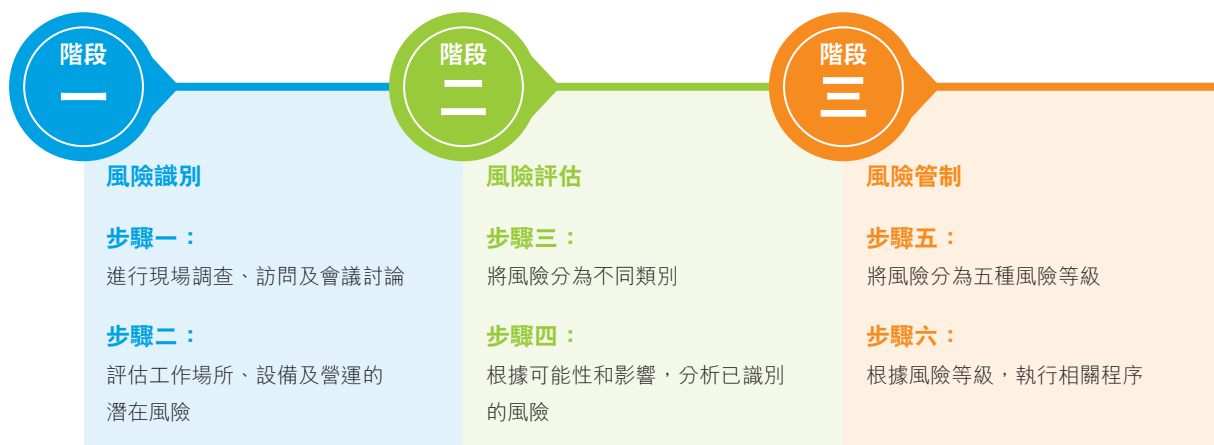 階段
一
風險識別
步驟一：
進行現場調查、訪問及會議討論
步驟二：
評估工作場所、設備及營運的
潛在風險
階段
二
風險評估
步驟三：
將風險分為不同類別
步驟四：
根據可能性和影響，分析已識別
的風險
階段
三
風險管制
步驟五：
將風險分為五種風險等級
步驟六：
根據風險等級，執行相關程序